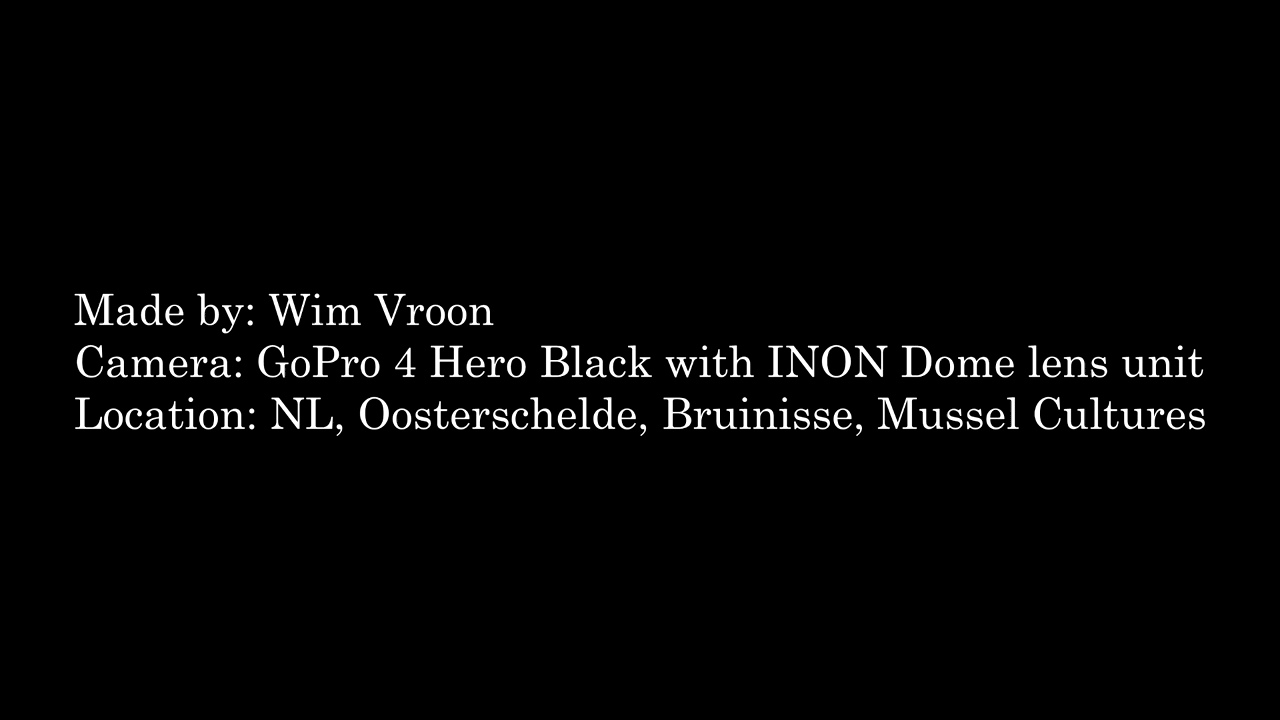 Made by: Wim Vroon
Camera: GoPro 4 Hero Black with INON Dome lens unit
Location: NL, Oosterschelde, Bruinisse, Mussel Cultures